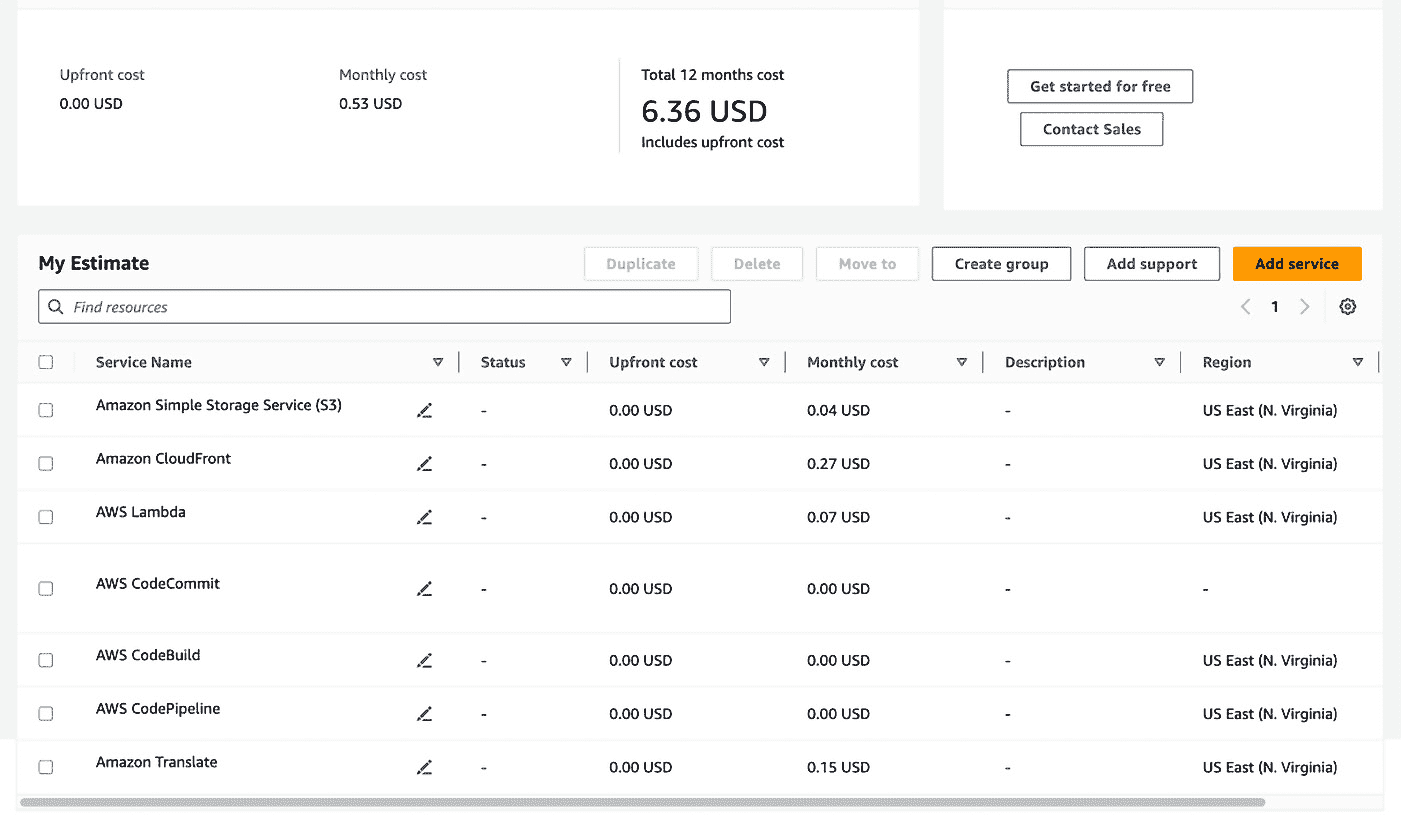 Upfront cost
0.00 USD
Monthly cost
0.53 USD
Total 12 months cost
6.36 USD
Includes upfront cost
Get started for free
Contact Sales
My Estimate
Duplicate
Delete
Move to
Create group
Add support
Add service
Find resources
1
Service Name Status Upfront cost Monthly cost Description Region
Amazon Simple Storage Service (S3) - 0.00 USD 0.04 USD - US East (N. Virginia)
Amazon CloudFront - 0.00 USD 0.27 USD - US East (N. Virginia)
AWS Lambda - 0.00 USD 0.07 USD - US East (N. Virginia)
AWS CodeCommit - 0.00 USD 0.00 USD - -
AWS CodeBuild - 0.00 USD 0.00 USD - US East (N. Virginia)
AWS CodePipeline - 0.00 USD 0.00 USD - US East (N. Virginia)
Amazon Translate - 0.00 USD 0.15 USD - US East (N. Virginia)